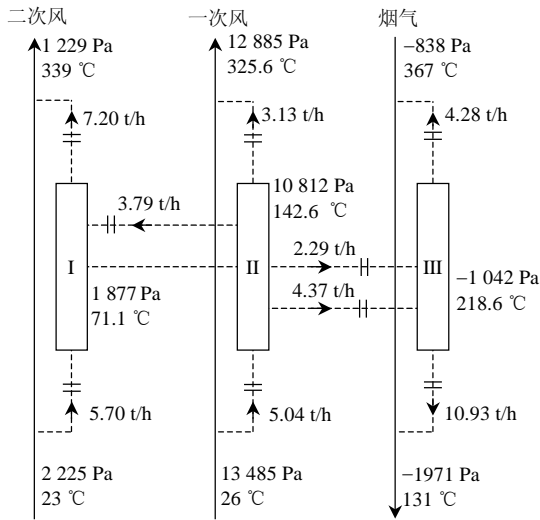 二次风
一次风
烟气
1 229 Pa
339 ℃
12 885 Pa
325.6 ℃
−838 Pa
367 ℃
7.20 t/h
3.13 t/h
4.28 t/h
3.79 t/h
10 812 Pa
142.6 ℃
2.29 t/h
I
II
III
4.37 t/h
1 877 Pa
71.1 ℃
−1 042 Pa
218.6 ℃
5.70 t/h
5.04 t/h
10.93 t/h
2 225 Pa
23 ℃
13 485 Pa
26 ℃
−1971 Pa
131 ℃